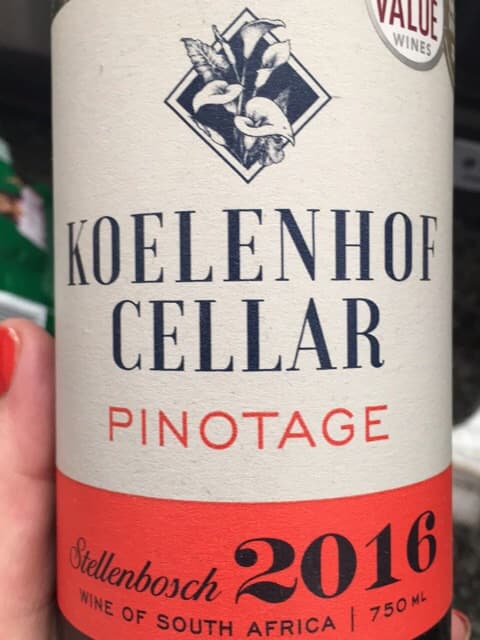 VALUE
WINES
KOELENHOF
CELLAR
PINOTAGE
Stellenbosch 2016
WINE OF SOUTH AFRICA | 750 ML